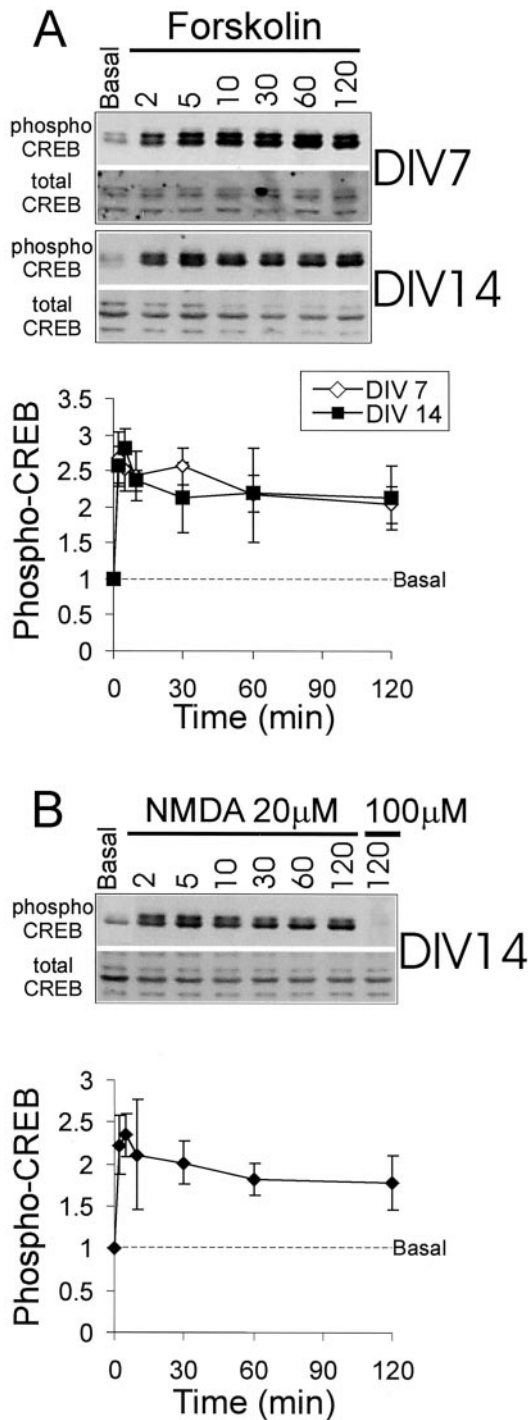 A
Forskolin
Basal 2 5 10 30 60 120
phospho
CREB
total
CREB
DIV7
phospho
CREB
total
CREB
DIV14
DIV 7
DIV 14
3.5
3
2.5
2
1.5
1
0.5
0
Phospho-CREB
Basal
0 30 60 90 120
Time (min)
B
NMDA 20μM 100μM
Basal 2 5 10 30 60 120 120
phospho
CREB
total
CREB
DIV14
3
2.5
2
1.5
1
0.5
0
Phospho-CREB
Basal
0 30 60 90 120
Time (min)